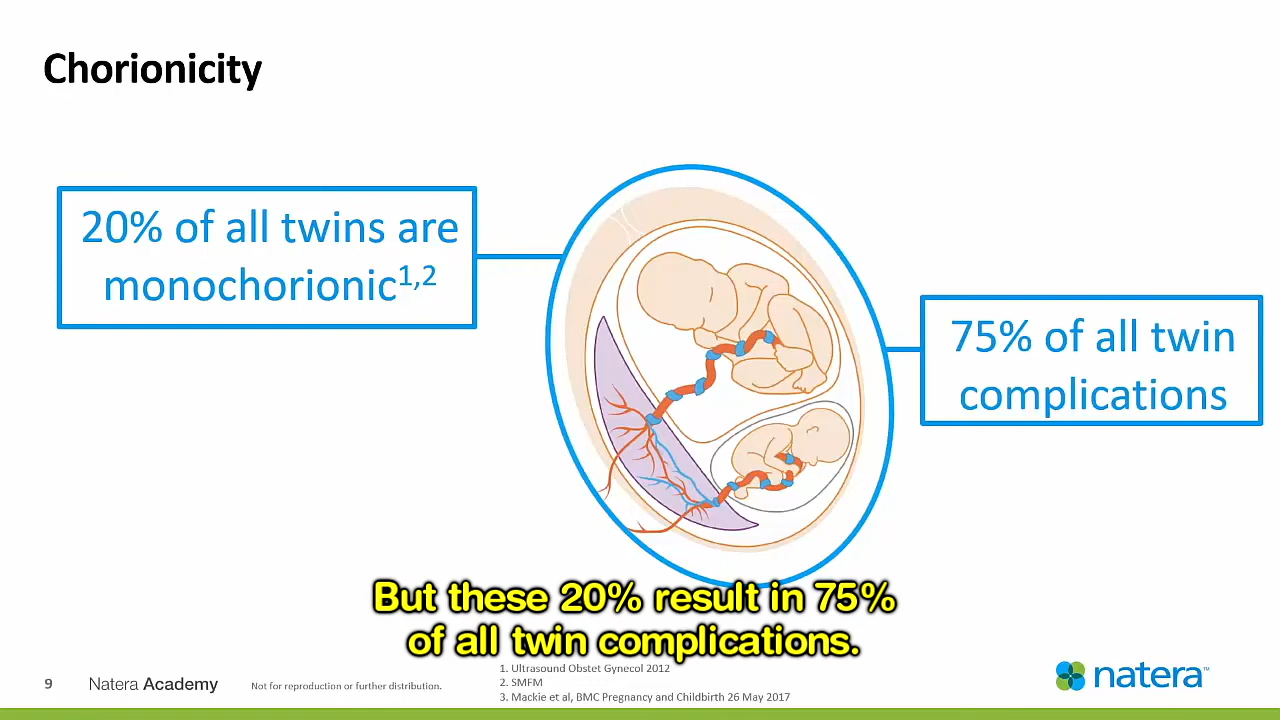 Chorionicity
20% of all twins are
monochorionic1,2
75% of all twin
complications
But these 20% result in 75%
of all twin complications.
1. Ultrasound Obstet Gynecol 2012
2. SMFM
3. Mackie et al, BMC Pregnancy and Childbirth 26 May 2017
9
Natera Academy
Not for reproduction or further distribution.
natera™